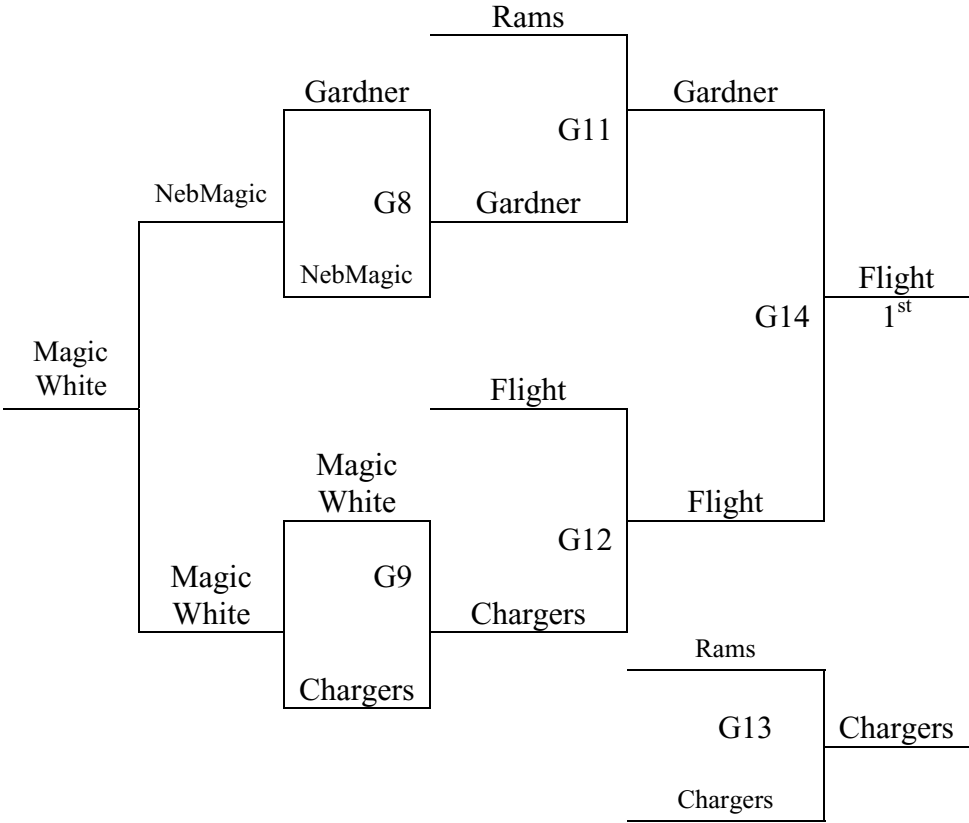 Rams
Gardner
Gardner
G11
NebMagic
G8
Gardner
NebMagic
Flight
G14
1st
Magic
White
Flight
Magic
White
Flight
G12
Magic
White
G9
Chargers
Rams
Chargers
G13
Chargers
Chargers